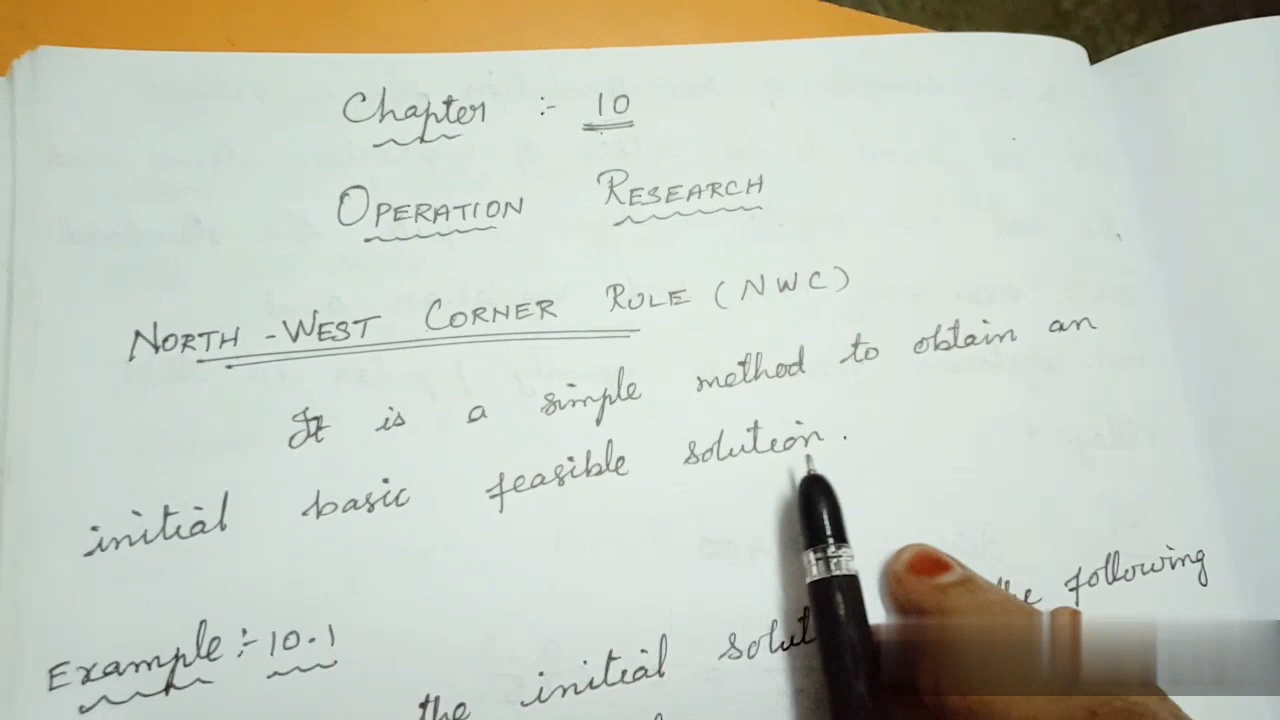 Chapter :- 10
OPERATION RESEARCH
NORTH-WEST CORNER RULE (NWC)
It is a simple method to obtain an
initial basic feasible solution.
Example :- 10.1
the initial the following